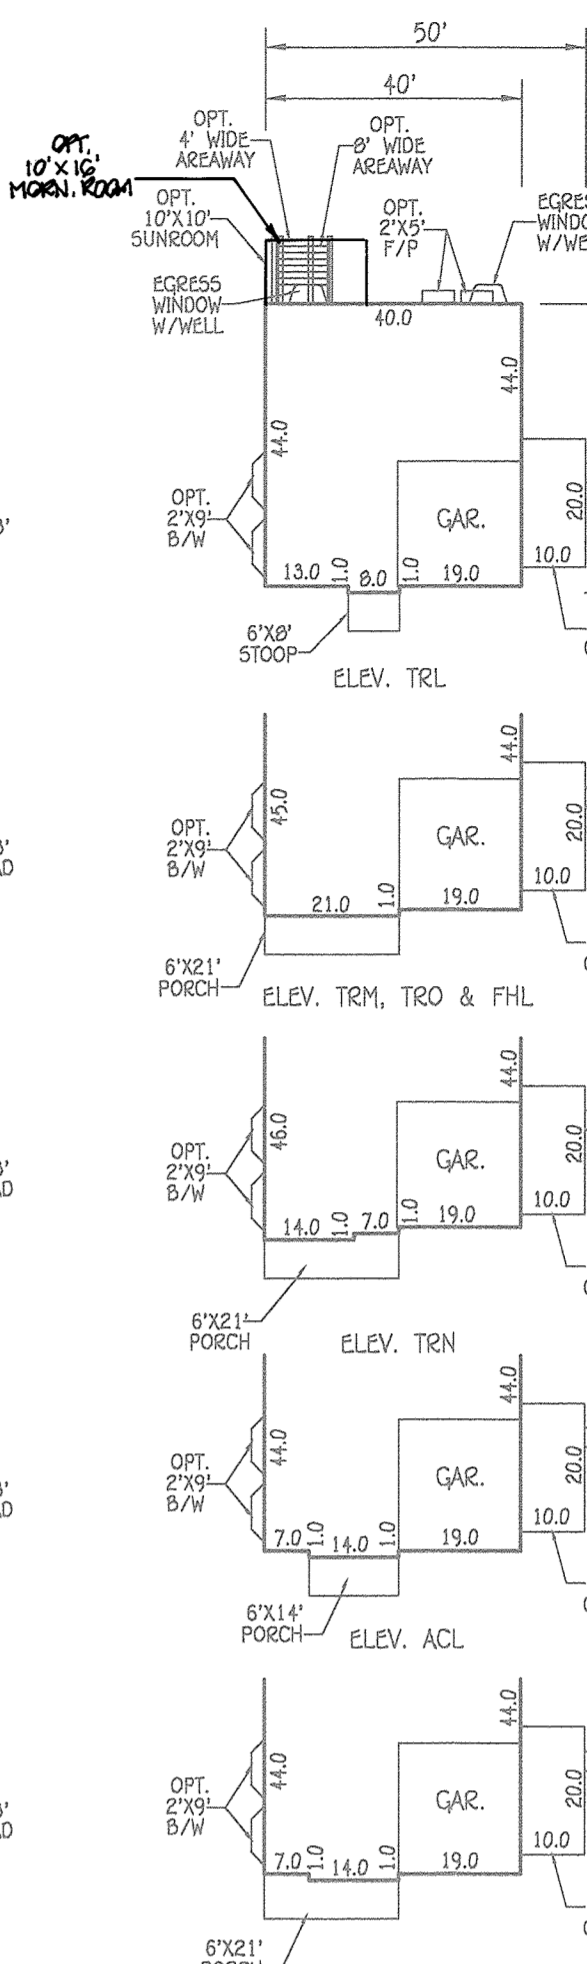 50'
40'
OPT.
4' WIDE
AREAWAY
OPT.
8' WIDE
AREAWAY
OPT.
10'X16'
MORN. ROOM
OPT.
10'X10'
SUNROOM
OPT.
2'X5'
F/P
EGRESS
WINDOW
W/WELL
40.0
44.0
44.0
OPT.
2'X9'
B/W
GAR.
20.0
10.0
13.0
1.0
8.0
1.0
19.0
6'X8'
STOOP
ELEV. TRL
44.0
45.0
OPT.
2'X9'
B/W
GAR.
20.0
10.0
21.0
1.0
19.0
6'X21'
PORCH
ELEV. TRM, TRO & FHL
44.0
46.0
OPT.
2'X9'
B/W
GAR.
20.0
10.0
14.0
1.0
7.0
1.0
19.0
6'X21'
PORCH
ELEV. TRN
44.0
44.0
OPT.
2'X9'
B/W
GAR.
20.0
10.0
7.0
1.0
14.0
1.0
19.0
6'X14'
PORCH
ELEV. ACL
44.0
44.0
OPT.
2'X9'
B/W
GAR.
20.0
10.0
7.0
1.0
14.0
1.0
19.0
6'X21'